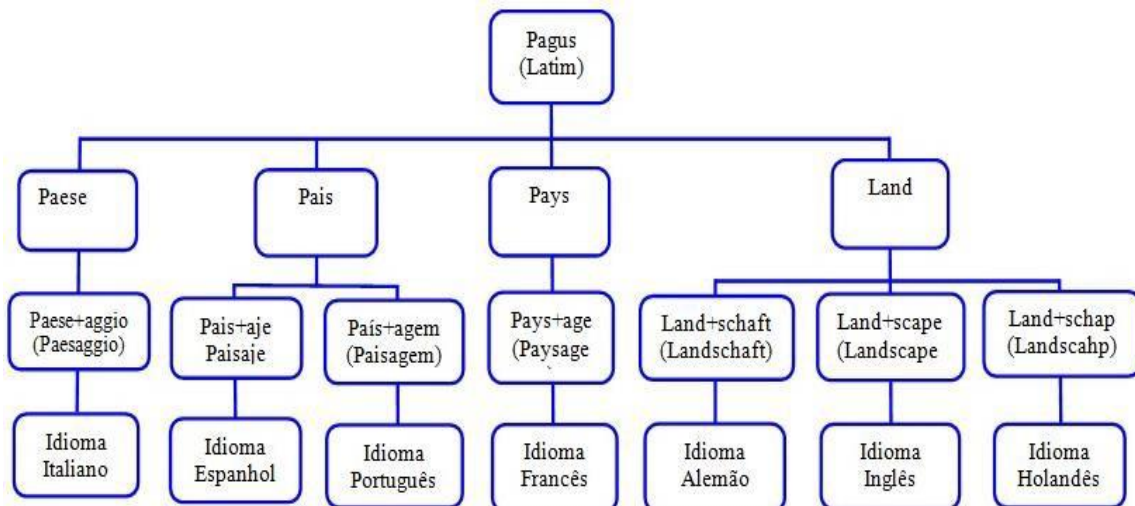 Pagus
(Latim)
Paese
Pais
Pays
Land
Paese+aggio
(Paesaggio)
Pais+aje
Paisaje
País+agem
(Paisagem)
Pays+age
(Paysage
Land+schaft
(Landschaft)
Land+scape
(Landscape
Land+schap
(Landscahp)
Idioma
Italiano
Idioma
Espanhol
Idioma
Português
Idioma
Francês
Idioma
Alemão
Idioma
Inglês
Idioma
Holandês